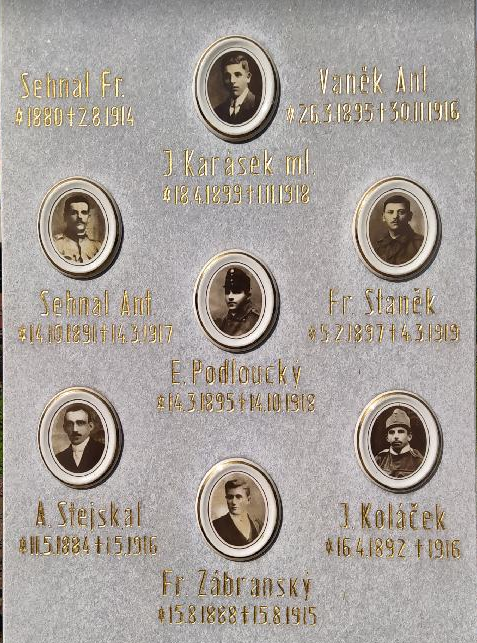 Sehnal Fr.
*1880†2.8.1914
Vaněk Ant.
*26.3.1895†30.11.1916
J. Karásek ml.
*18.4.1899†1.11.1918
Sehnal Ant.
*14.10.1891†14.3.1917
Fr. Staněk
*5.2.1897†4.3.1919
E. Podloucký
*14.3.1895†14.10.1918
A. Stejskal
*11.5.1884†1.5.1916
J. Koláček
*16.4.1892.†1916
Fr. Zábranský
*15.8.1888†15.8.1915